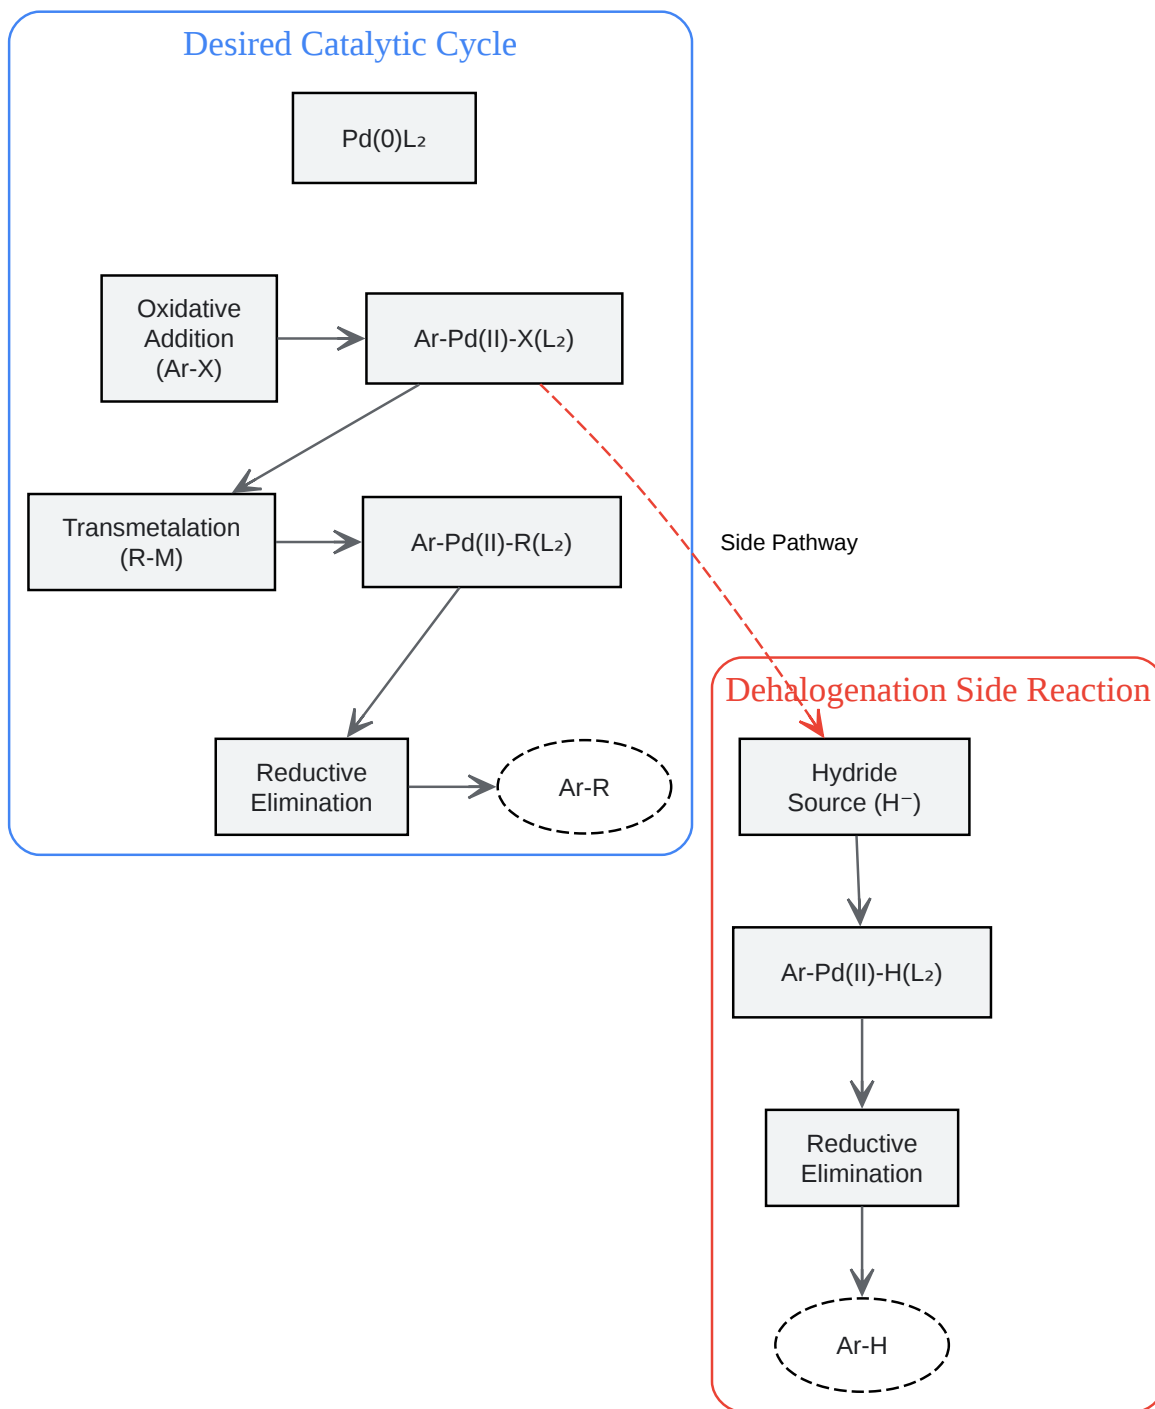 Desired Catalytic Cycle
Pd(0)L₂
Oxidative
Addition
(Ar-X)
Ar-Pd(II)-X(L₂)
Transmetalation
(R-M)
Ar-Pd(II)-R(L₂)
Side Pathway
Reductive
Elimination
Ar-R
Dehalogenation Side Reaction
Hydride
Source (H⁻)
Ar-Pd(II)-H(L₂)
Reductive
Elimination
Ar-H